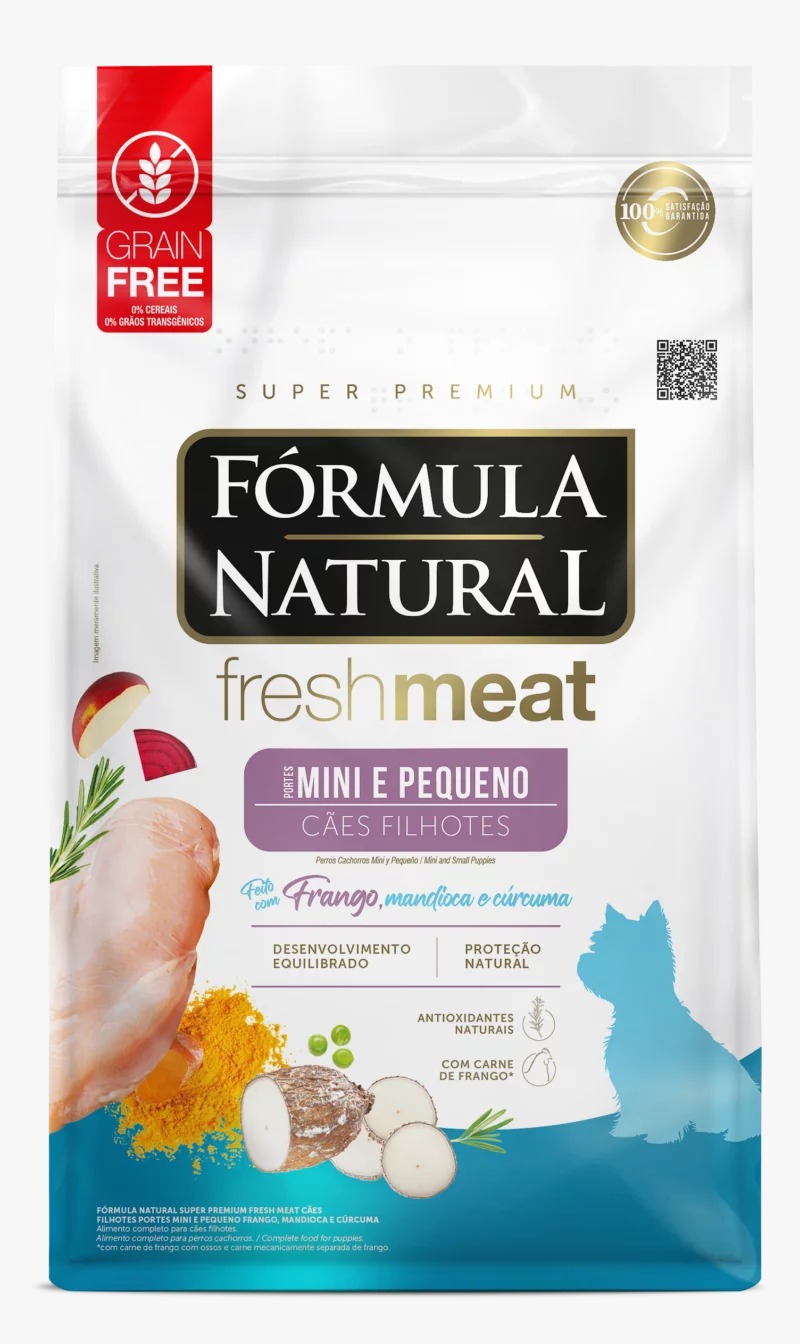 GRAIN
FREE
0% CEREAIS
0% GRÃOS TRANSGÊNICOS
100% SATISFAÇÃO
GARANTIDA
SUPER PREMIUM
FÓRMULA
NATURAL
freshmeat
Imagem meramente ilustrativa.
PORTES MINI E PEQUENO
CÃES FILHOTES
Perros Cachorros Mini y Pequeño / Mini and Small Puppies
Feito com Frango, mandioca e cúrcuma
DESENVOLVIMENTO
EQUILIBRADO
PROTEÇÃO
NATURAL
ANTIOXIDANTES
NATURAIS
COM CARNE
DE FRANGO*
FÓRMULA NATURAL SUPER PREMIUM FRESH MEAT CÃES
FILHOTES PORTES MINI E PEQUENO FRANGO, MANDIOCA E CÚRCUMA
Alimento completo para cães filhotes.
Alimento completo para perros cachorros. / Complete food for puppies.
*com carne de frango com ossos e carne mecanicamente separada de frango.